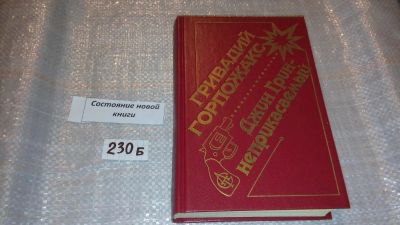 Состояние новой
книги
230 Б
ГРИВАДИЙ
ГОРПОЖАКС
Джин Грин-
неприкасаемый